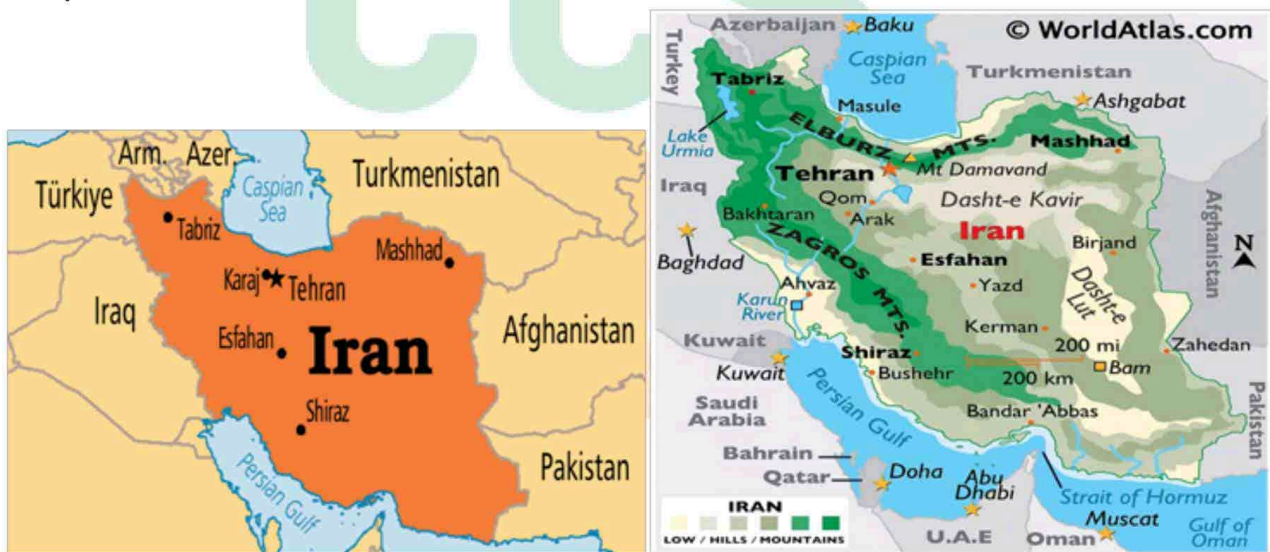 Arm.
Azer.
Türkiye
Caspian
Sea
Turkmenistan
Tabriz
Mashhad
Karaj
Tehran
Iraq
Esfahan
Iran
Afghanistan
Shiraz
Persian Gulf
Pakistan
© WorldAtlas.com
Azerbaijan
Baku
Turkey
Caspian
Sea
Turkmenistan
Ashgabat
Tabriz
Masule
Lake
Urmia
ELBURZ MTS.
Mashhad
Tehran
Mt Damavand
Iraq
Qom
Dasht-e Kavir
Afghanistan
Bakhtaran
Arak
Iran
N
Baghdad
ZAGROS MTS.
Esfahan
Birjand
Yazd
Dasht-e
Lut
Ahvaz
Karun
River
Kerman
Zahedan
Kuwait
Kuwait
Shiraz
200 mi
200 km
Bam
Bushehr
Saudi
Arabia
Persian Gulf
Bandar 'Abbas
Pakistan
Bahrain
Qatar
Doha
Abu
Dhabi
Strait of Hormuz
Muscat
Gulf of
Oman
U.A.E
Oman
IRAN
LOW / HILLS / MOUNTAINS